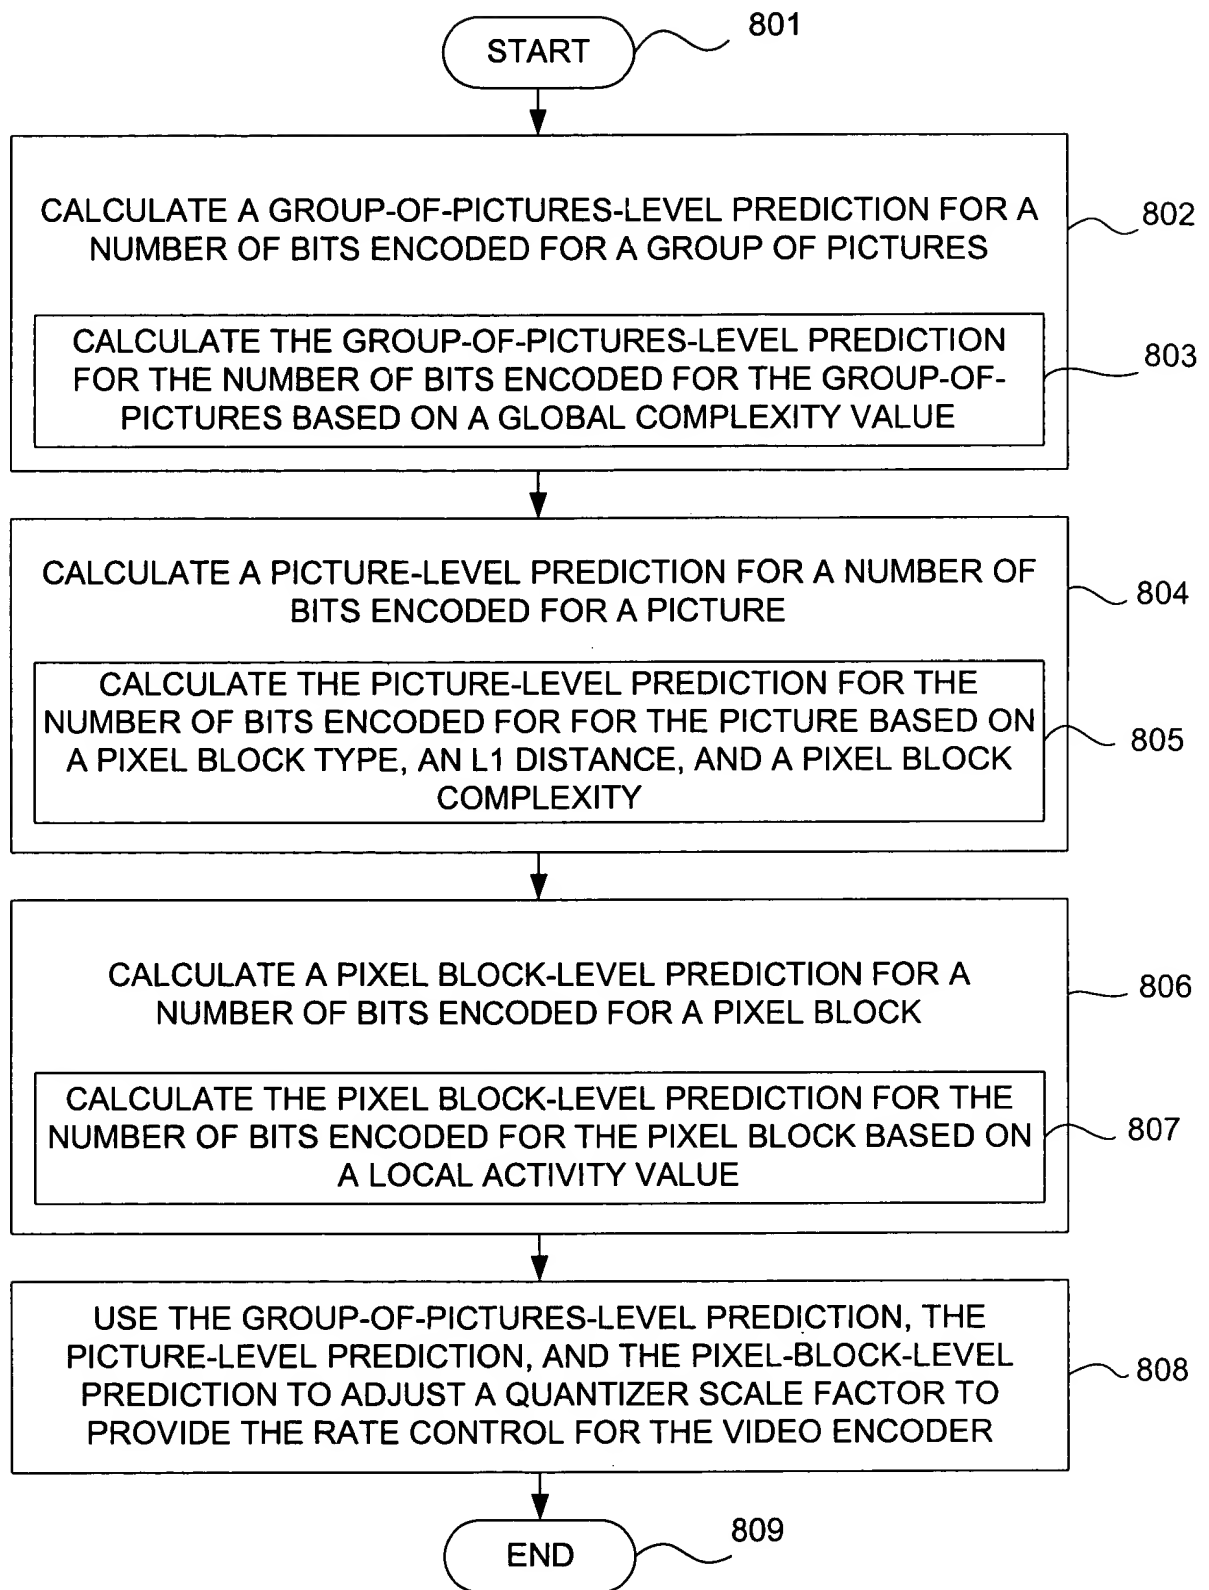 START
801
CALCULATE A GROUP-OF-PICTURES-LEVEL PREDICTION FOR A
NUMBER OF BITS ENCODED FOR A GROUP OF PICTURES
802
CALCULATE THE GROUP-OF-PICTURES-LEVEL PREDICTION
FOR THE NUMBER OF BITS ENCODED FOR THE GROUP-OF-
PICTURES BASED ON A GLOBAL COMPLEXITY VALUE
803
CALCULATE A PICTURE-LEVEL PREDICTION FOR A NUMBER OF
BITS ENCODED FOR A PICTURE
804
CALCULATE THE PICTURE-LEVEL PREDICTION FOR THE
NUMBER OF BITS ENCODED FOR FOR THE PICTURE BASED ON
A PIXEL BLOCK TYPE, AN L1 DISTANCE, AND A PIXEL BLOCK
COMPLEXITY
805
CALCULATE A PIXEL BLOCK-LEVEL PREDICTION FOR A
NUMBER OF BITS ENCODED FOR A PIXEL BLOCK
806
CALCULATE THE PIXEL BLOCK-LEVEL PREDICTION FOR THE
NUMBER OF BITS ENCODED FOR THE PIXEL BLOCK BASED ON
A LOCAL ACTIVITY VALUE
807
USE THE GROUP-OF-PICTURES-LEVEL PREDICTION, THE
PICTURE-LEVEL PREDICTION, AND THE PIXEL-BLOCK-LEVEL
PREDICTION TO ADJUST A QUANTIZER SCALE FACTOR TO
PROVIDE THE RATE CONTROL FOR THE VIDEO ENCODER
808
END
809